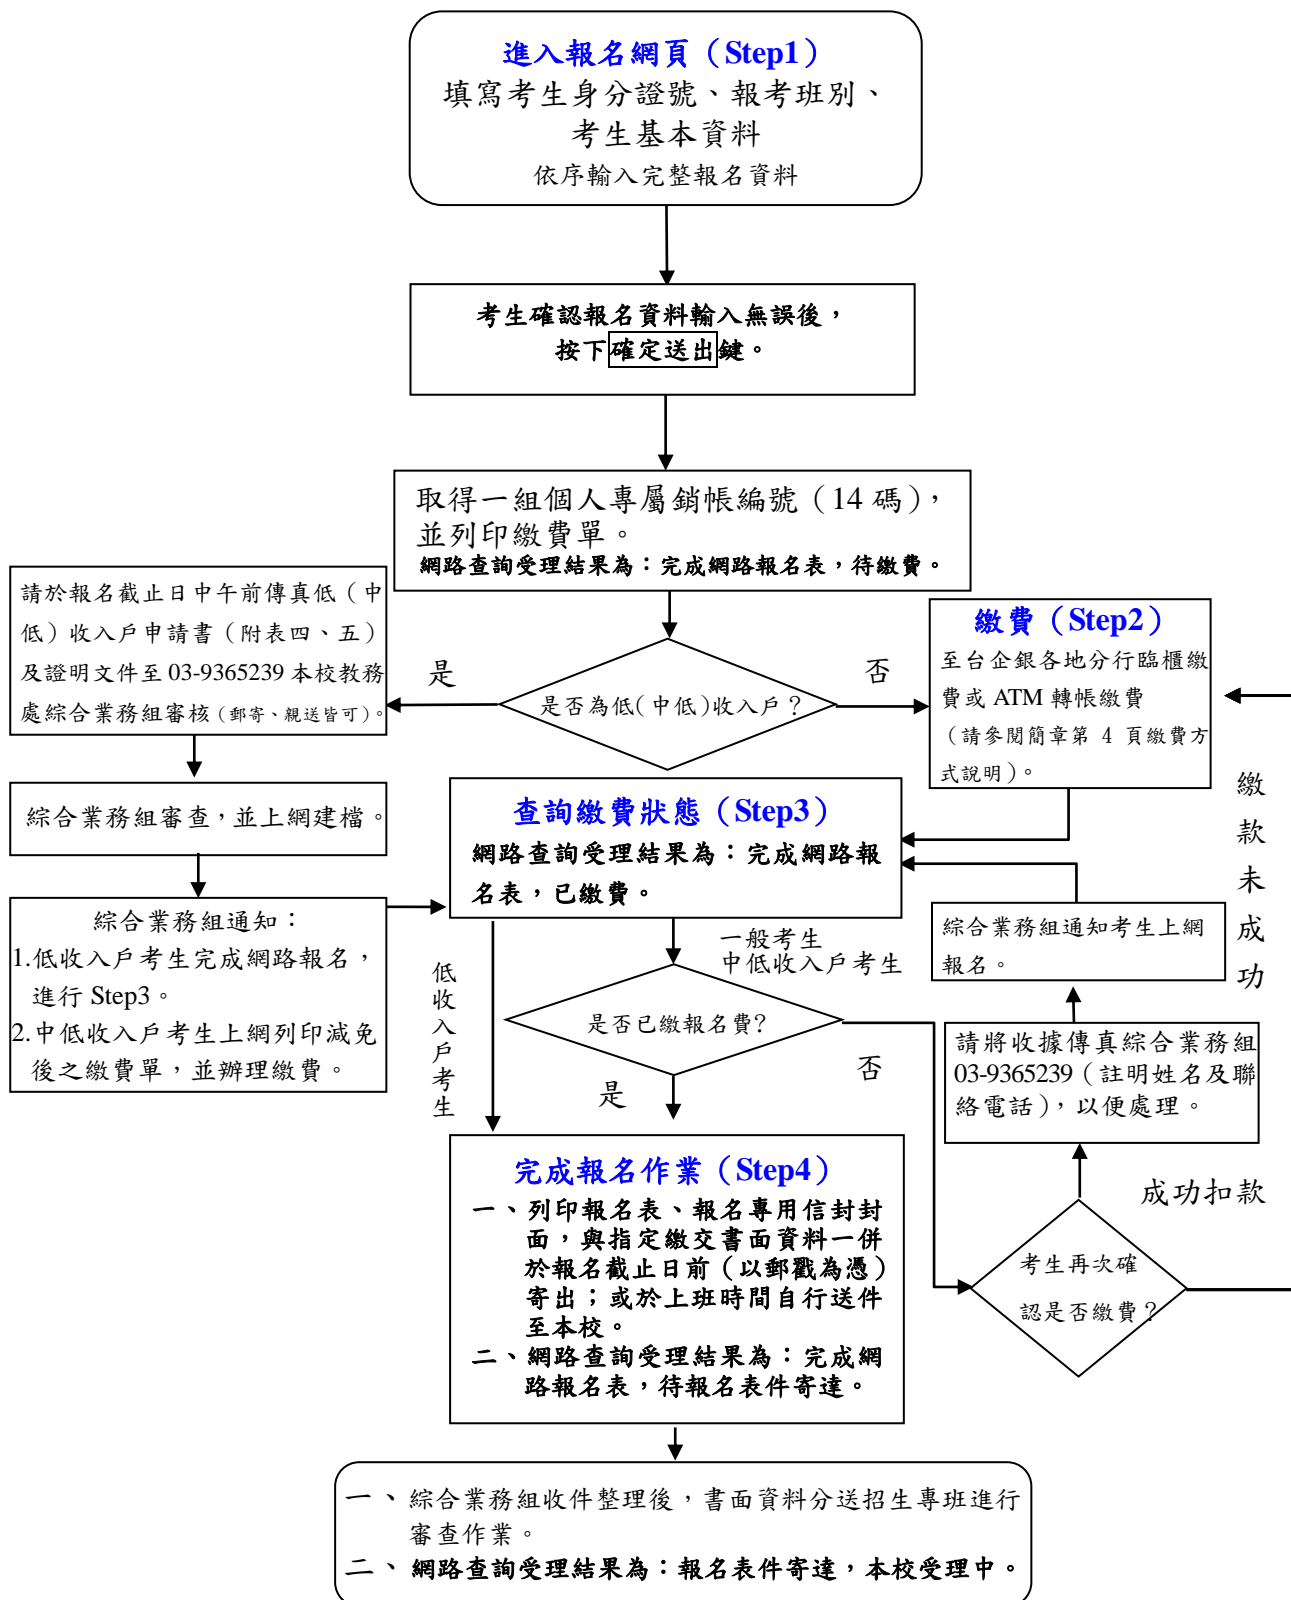 進入報名網頁（Step1）
填寫考生身分證號、報考班別、
考生基本資料
依序輸入完整報名資料
考生確認報名資料輸入無誤後，
按下確定送出鍵。
取得一組個人專屬銷帳編號（14 碼），
並列印繳費單。
網路查詢受理結果為：完成網路報名表，待繳費。
請於報名截止日中午前傳真低（中
低）收入戶申請書（附表四、五）
及證明文件至 03-9365239 本校教務
處綜合業務組審核（郵寄、親送皆可）。
是
是否為低(中低)收入戶？
否
繳費（Step2）
至台企銀各地分行臨櫃繳
費或 ATM 轉帳繳費
（請參閱簡章第 4 頁繳費方
式說明）。
綜合業務組審查，並上網建檔。
查詢繳費狀態（Step3）
網路查詢受理結果為：完成網路報
名表，已繳費。
繳
款
未
成
功
綜合業務組通知：
1.低收入戶考生完成網路報名，
進行 Step3。
2.中低收入戶考生上網列印減免
後之繳費單，並辦理繳費。
低
收
入
戶
考
生
一般考生
中低收入戶考生
是否已繳報名費?
是
否
綜合業務組通知考生上網
報名。
請將收據傳真綜合業務組
03-9365239（註明姓名及聯
絡電話），以便處理。
成功扣款
考生再次確
認是否繳費？
完成報名作業（Step4）
一、列印報名表、報名專用信封封
面，與指定繳交書面資料一併
於報名截止日前（以郵戳為憑）
寄出；或於上班時間自行送件
至本校。
二、網路查詢受理結果為：完成網
路報名表，待報名表件寄達。
一、綜合業務組收件整理後，書面資料分送招生專班進行
審查作業。
二、網路查詢受理結果為：報名表件寄達，本校受理中。